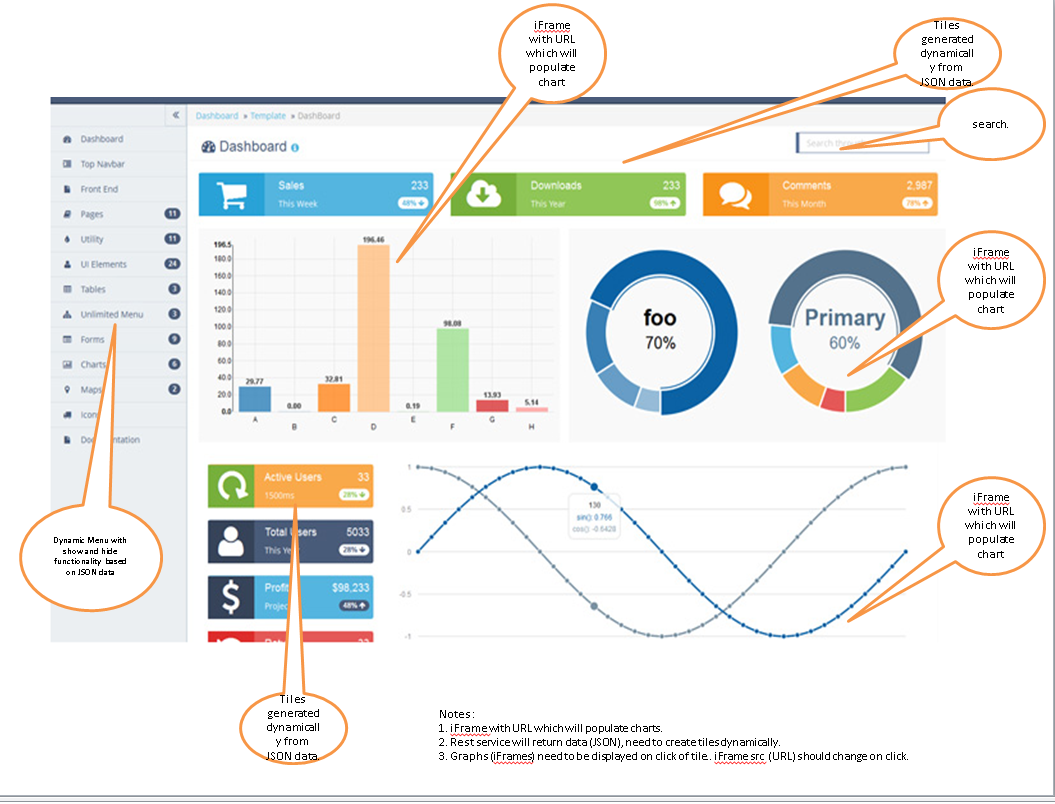 iFrame
with URL
which will
populate
chart
Tiles
generated
dynamicall
y from
JSON data.
search.
«
Dashboard » Template » DashBoard
Dashboard
Search
Dashboard
Top Navbar
Front End
Pages 11
Utility 11
UI Elements 24
Tables 3
Unlimited Menu 3
Forms 9
Charts 6
Maps 2
Sales 233
This Week 48%
Downloads 233
This Year 98%
Comments 2,987
This Month 78%
196.5
180.0
160.0
140.0
120.0
100.0
80.0
60.0
40.0
20.0
0.0
29.77
0.00
32.81
196.46
0.19
98.08
13.93
5.14
A
B
C
D
E
F
G
H
foo
70%
Primary
60%
iFrame
with URL
which will
populate
chart
Active Users 33
1500ms 28%
Total Users 5033
This Year 28%
Profit $98,233
Project 48%
33
1
0.5
0
-0.5
-1
130
sin(): 0.766
cos(): -0.6428
iFrame
with URL
which will
populate
chart
Dynamic Menu with
show and hide
functionality based
on JSON data
Tiles
generated
dynamicall
y from
JSON data.
Notes :
1. iFrame with URL which will populate charts.
2. Rest service will return data (JSON), need to create tiles dynamically.
3. Graphs (iFrames) need to be displayed on click of tile.. iFrame src (URL) should change on click.